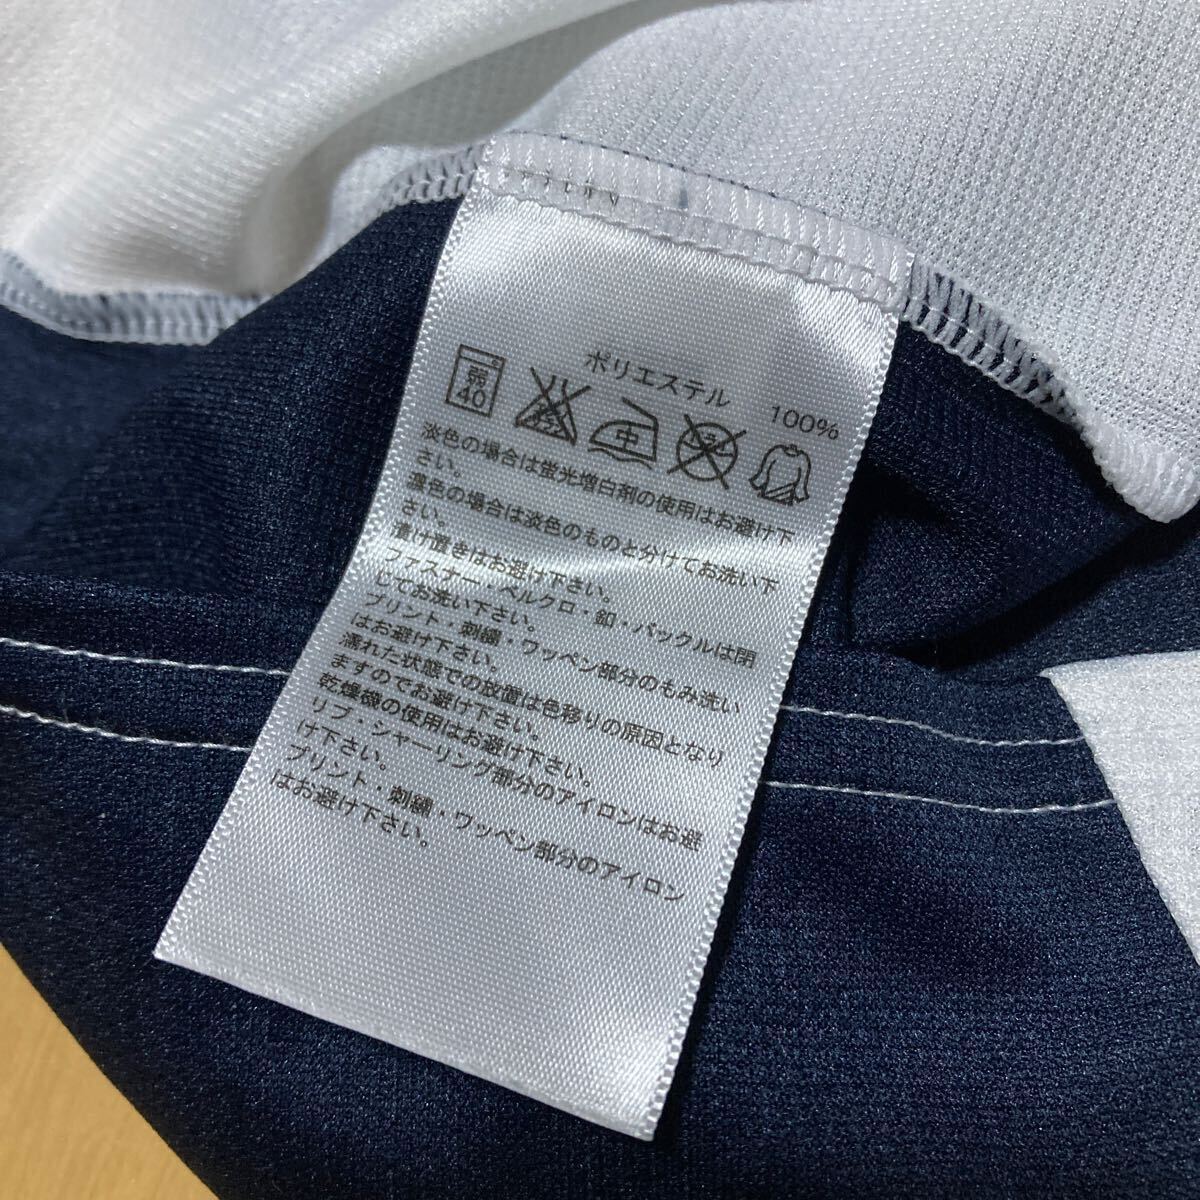 ポリエステル 100%
弱 40 エンソサラシ 中 ドライ
淡色の場合は蛍光増白剤の使用はお避け下
さい。
濃色の場合は淡色のものと分けてお洗い下
さい。
漬け置きはお避け下さい。
ファスナー・ベルクロ・釦・バックルは閉
じてお洗い下さい。
プリント・刺繍・ワッペン部分のもみ洗い
はお避け下さい。
濡れた状態での放置は色移りの原因となり
ますのでお避け下さい。
乾燥機の使用はお避け下さい。
リブ・シャーリング部分のアイロンはお避
け下さい。
プリント・刺繍・ワッペン部分のアイロン
はお避け下さい。